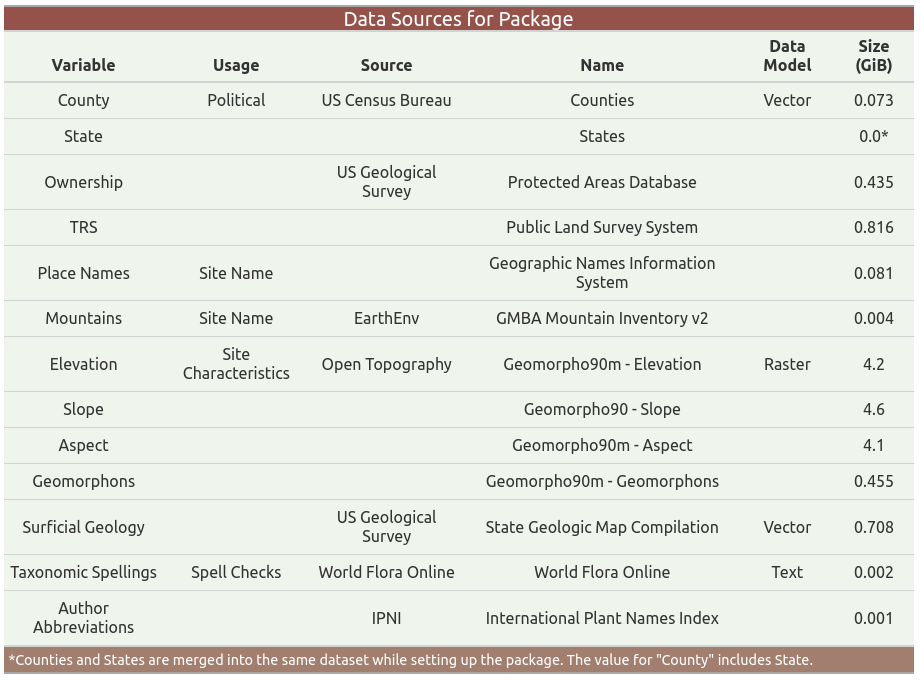 Data Sources for Package
Variable Usage Source Name Data Model Size (GiB)
County Political US Census Bureau Counties Vector 0.073
State States 0.0*
Ownership US Geological Survey Protected Areas Database 0.435
TRS Public Land Survey System 0.816
Place Names Site Name Geographic Names Information System 0.081
Mountains Site Name EarthEnv GMBA Mountain Inventory v2 0.004
Elevation Site Characteristics Open Topography Geomorpho90m - Elevation Raster 4.2
Slope Geomorpho90 - Slope 4.6
Aspect Geomorpho90m - Aspect 4.1
Geomorphons Geomorpho90m - Geomorphons 0.455
Surficial Geology US Geological Survey State Geologic Map Compilation Vector 0.708
Taxonomic Spellings Spell Checks World Flora Online World Flora Online Text 0.002
Author Abbreviations IPNI International Plant Names Index 0.001
*Counties and States are merged into the same dataset while setting up the package. The value for "County" includes State.